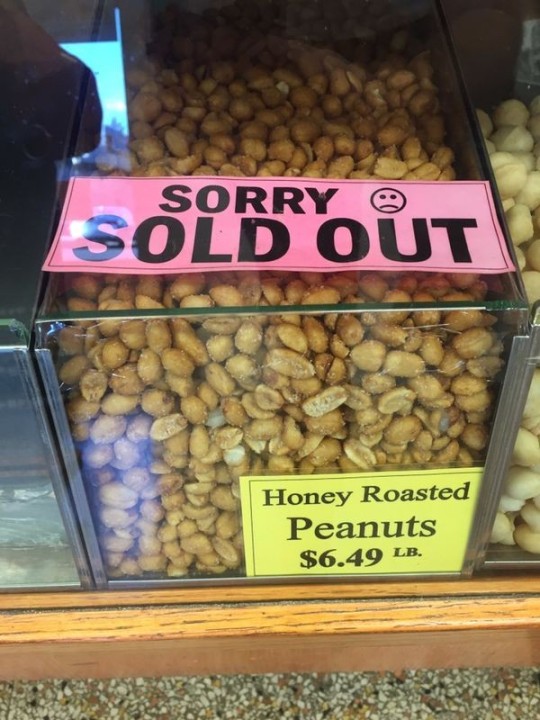 SORRY
SOLD OUT
Honey Roasted
Peanuts
$6.49 LB.